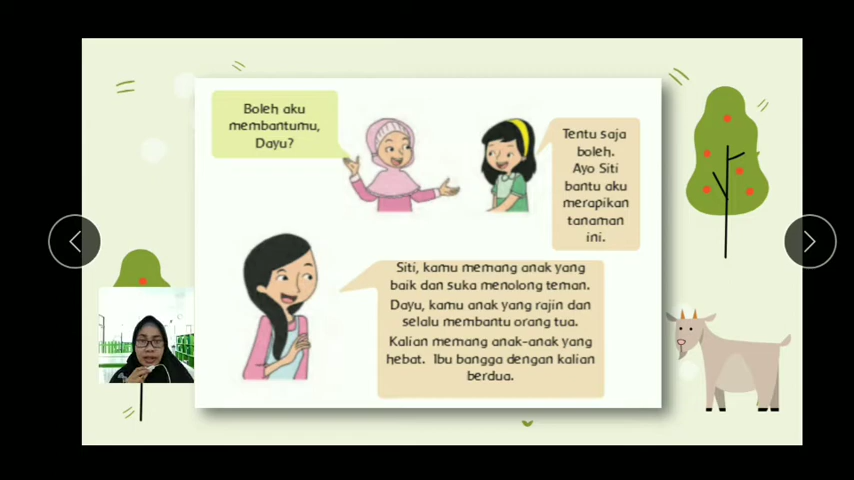 Boleh aku
membantumu,
Dayu?
Tentu saja
boleh.
Ayo Siti
bantu aku
merapikan
tanaman
ini.
Siti, kamu memang anak yang
baik dan suka menolong teman.
Dayu, kamu anak yang rajin dan
selalu membantu orang tua.
Kalian memang anak-anak yang
hebat. Ibu bangga dengan kalian
berdua.